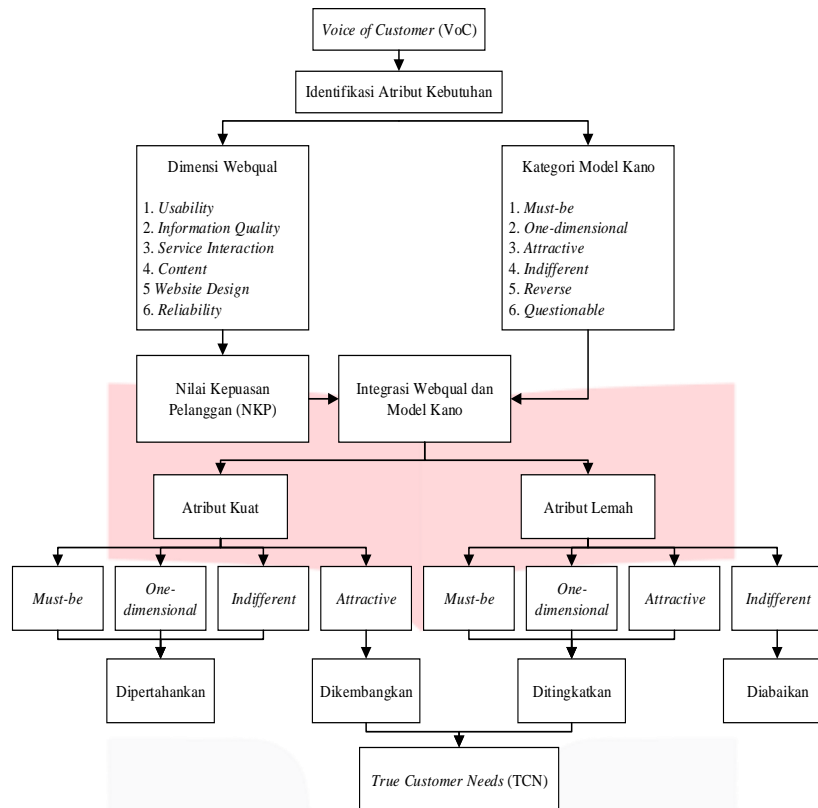 Voice of Customer (VoC)
Identifikasi Atribut Kebutuhan
Dimensi Webqual
1. Usability
2. Information Quality
3. Service Interaction
4. Content
5 Website Design
6. Reliability
Kategori Model Kano
1. Must-be
2. One-dimensional
3. Attractive
4. Indifferent
5. Reverse
6. Questionable
Nilai Kepuasan
Pelanggan (NKP)
Integrasi Webqual dan
Model Kano
Atribut Kuat
Atribut Lemah
Must-be
One-
dimensional
Indifferent
Attractive
Must-be
One-
dimensional
Attractive
Indifferent
Dipertahankan
Dikembangkan
Ditingkatkan
Diabaikan
True Customer Needs (TCN)